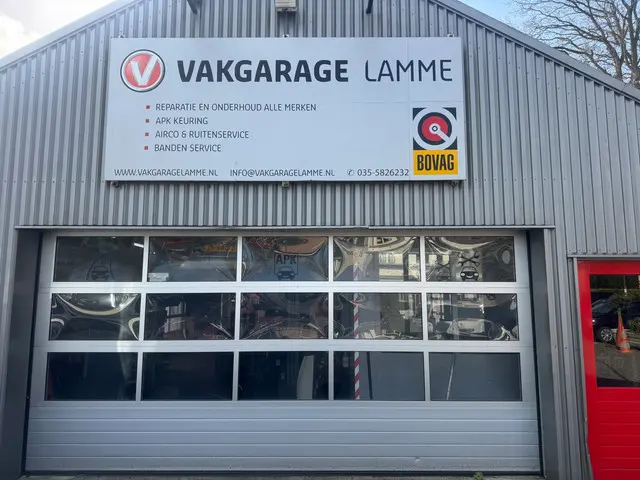 V VAKGARAGE LAMME
REPARATIE EN ONDERHOUD ALLE MERKEN
APK KEURING
AIRCO & RUITENSERVICE
BANDEN SERVICE
BOVAG
WWW.VAKGARAGELAMME.NL INFO@VAKGARAGELAMME.NL 035-5826232
APK